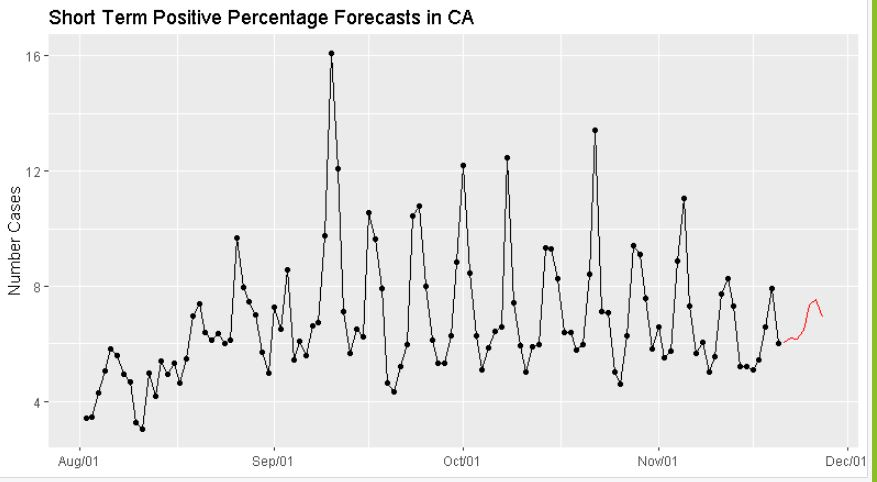 Short Term Positive Percentage Forecasts in CA
Number Cases
16
12
8
4
Aug/01
Sep/01
Oct/01
Nov/01
Dec/01